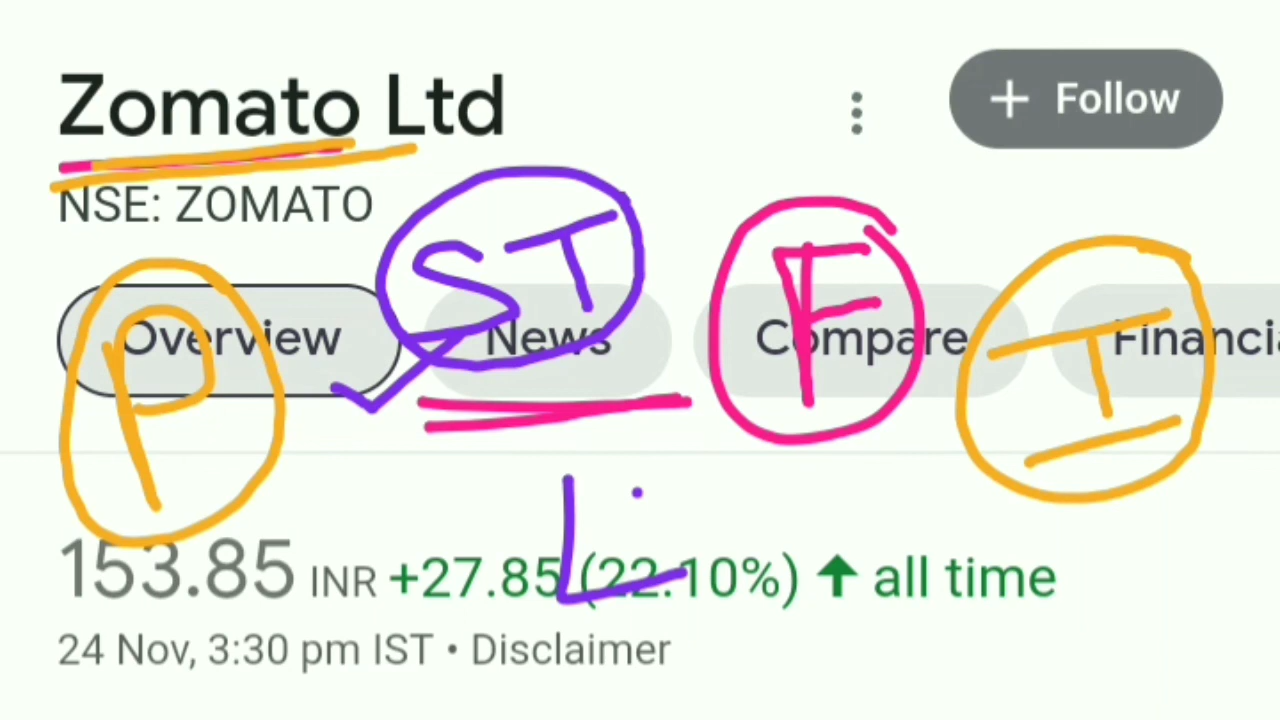 Zomato Ltd
+ Follow
NSE: ZOMATO
P
ST
F
I
Overview News Compare Financia
L
153.85 INR +27.85 (22.10%) ↑ all time
24 Nov, 3:30 pm IST • Disclaimer